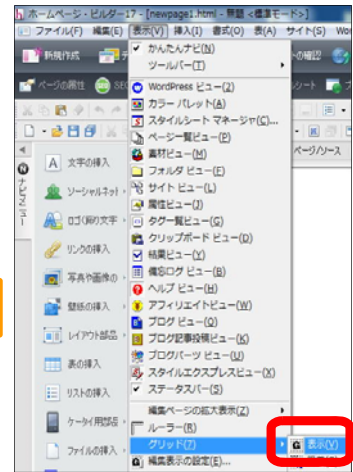 ホームページ・ビルダー17 - [newpage1.html - 無題 <標準モード>]
ファイル(F) 編集(E) 表示(V) 挿入(I) 書式(O) 表(A) サイト(S)
新規作成
ページの属性 SEO
ページ/ソース
ナビメニュー
文字の挿入
ソーシャルネット
ロゴ(飾り文字
リンクの挿入
写真や画像の
壁紙の挿入
レイアウト部品
表の挿入
リストの挿入
ケータイ用部品
ファイルの挿入
かんたんナビ(N)
ツールバー(T)
WordPress ビュー(2)
カラー パレット(A)
スタイルシート マネージャ(C)...
ページ一覧ビュー(P)
素材ビュー(M)
フォルダ ビュー(F)
サイト ビュー(L)
属性ビュー(J)
タグ一覧ビュー(G)
クリップボード ビュー(D)
結果ビュー(Y)
備忘ログ ビュー(B)
ヘルプ ビュー(H)
アフィリエイトビュー(W)
ブログ ビュー(O)
ブログ記事投稿ビュー(K)
ブログパーツ ビュー(U)
スタイルエクスプレスビュー(X)
ステータスバー(S)
編集ページの拡大表示(Z)
ルーラー(R)
グリッド(7)
編集表示の設定(E)...
表示(V)